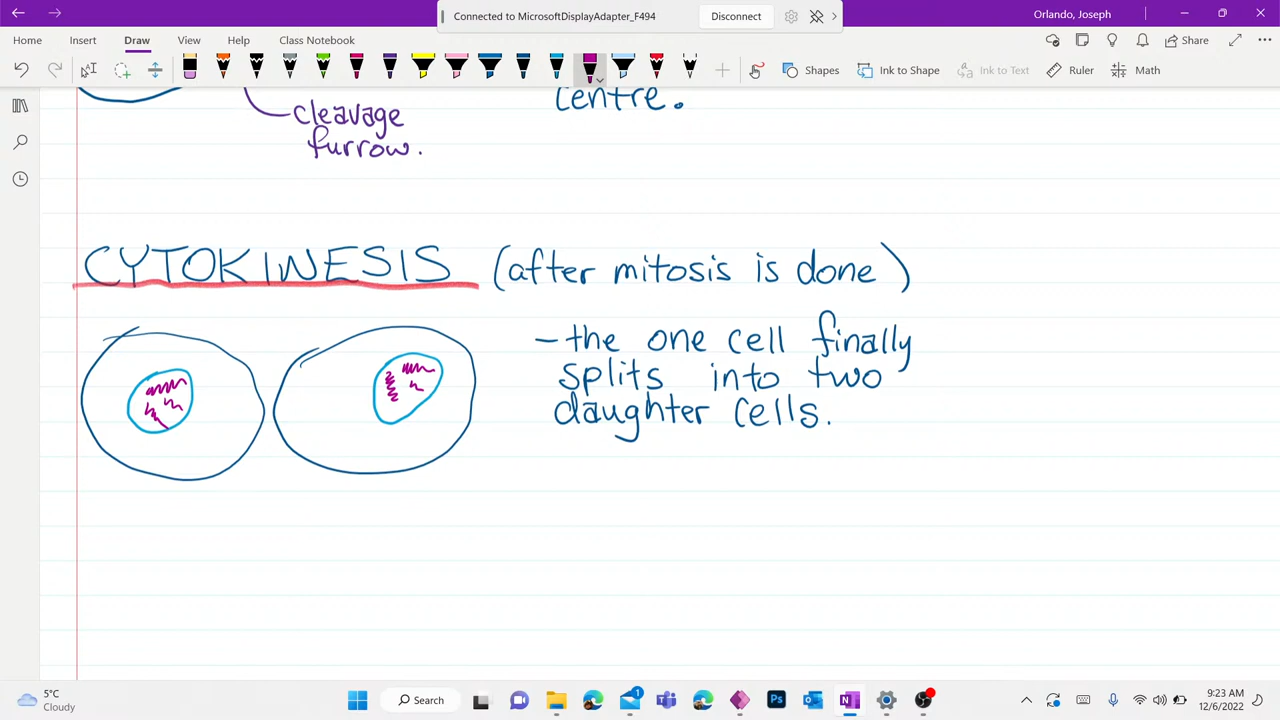 Connected to MicrosoftDisplayAdapter_F494
Disconnect
Orlando, Joseph
Home Insert Draw View Help Class Notebook
Share
Shapes
Ink to Shape
Ink to Text
Ruler
Math
centre.
cleavage
furrow.
CYTOKINESIS (after mitosis is done)
- the one cell finally
splits into two
daughter cells.
5°C
Cloudy
Search
1
Ps
9:23 AM
12/6/2022